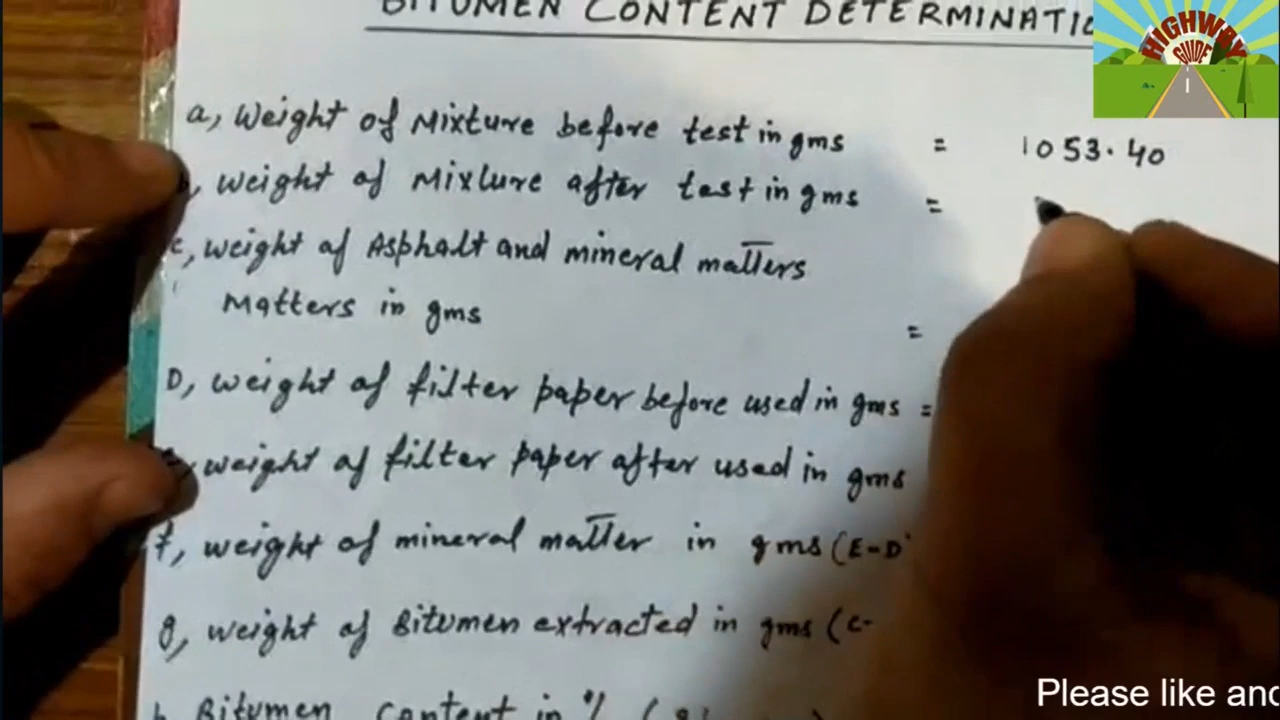 BITUMEN CONTENT DETERMINATIO
HIGHWAY
GUIDE
a, Weight of Mixture before test in gms = 1053.40
, weight of Mixture after test in gms =
c, weight of Asphalt and mineral matters
Matters in gms =
D, weight of filter paper before used in gms =
, weight of filter paper after used in gms
f, weight of mineral matter in gms (E-D
g, weight of Bitumen extracted in gms (c-
h Bitumen content in %
Please like and